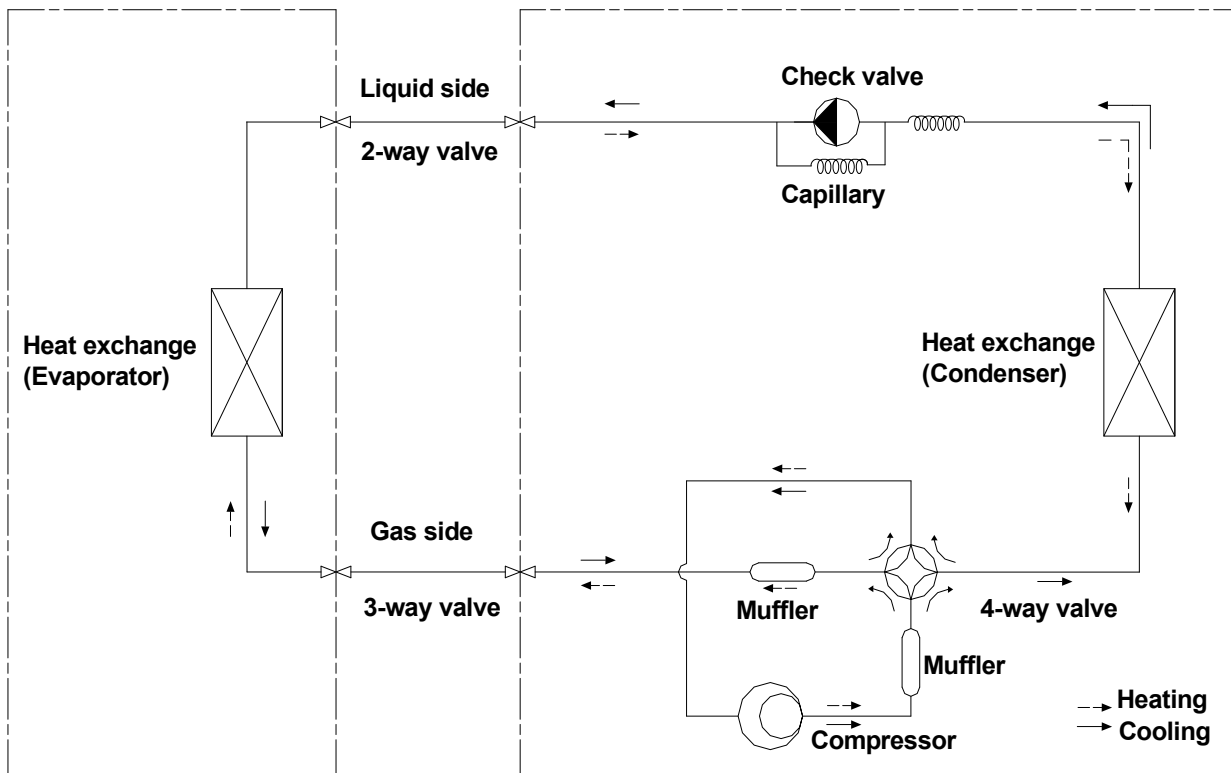 Liquid side
2-way valve
Check valve
Capillary
Heat exchange
(Evaporator)
Heat exchange
(Condenser)
Gas side
3-way valve
Muffler
4-way valve
Muffler
Compressor
Heating
Cooling